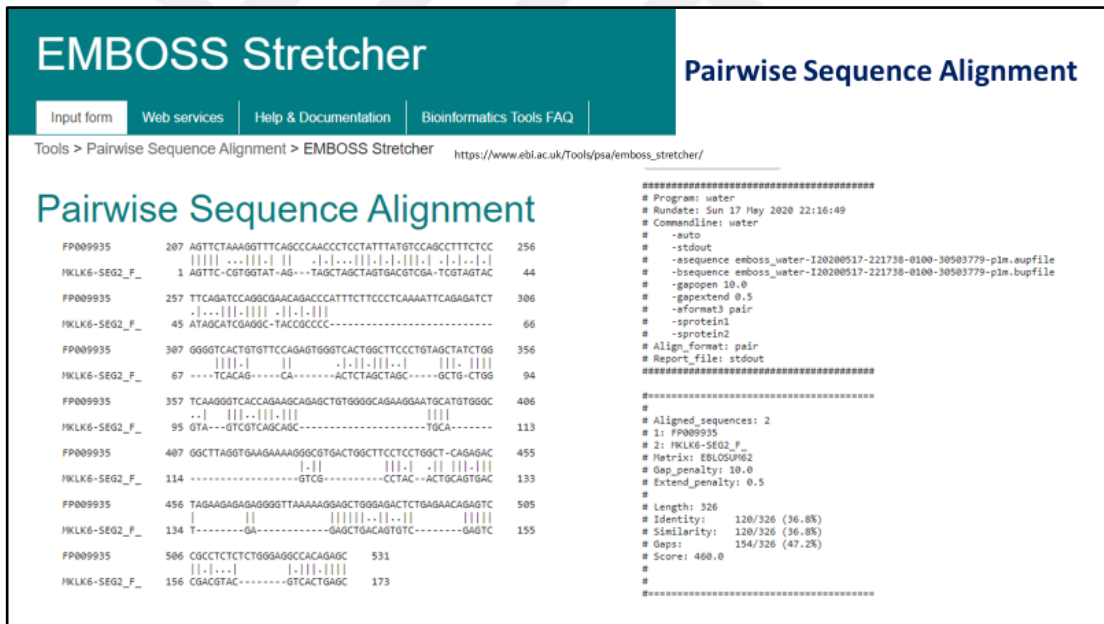 EMBOSS Stretcher
Pairwise Sequence Alignment
Input form Web services Help & Documentation Bioinformatics Tools FAQ
Tools > Pairwise Sequence Alignment > EMBOSS Stretcher https://www.ebi.ac.uk/Tools/psa/emboss_stretcher/
Pairwise Sequence Alignment
FP009935 207 AGTTCTAAAGGTTTCAGCCCAACCCTCCTATTTATGTCCAGCCTTTCTCC 256
||||| ...|||.| || .|.|...|||.|.|.|||.| .|.|..|.|
MKLK6-SEG2_F_ 1 AGTTC-CGTGGTAT-AG---TAGCTAGCTAGTGACGTCGA-TCGTAGTAC 44
FP009935 257 TTCAGATCCAGGCGAACAGACCCATTTCTTCCCTCAAAATTCAGAGATCT 306
.|...|||.|||| .||.|.|||
MKLK6-SEG2_F_ 45 ATAGCATCGAGGC-TACCGCCCC--------------------------- 66
FP009935 307 GGGGTCACTGTGTTCCAGAGTGGGTCACTGGCTTCCCTGTAGCTATCTGG 356
||||.| || .|.||.|||..| |||. ||||
MKLK6-SEG2_F_ 67 ----TCACAG-----CA-------ACTCTAGCTAGC-----GCTG-CTGG 94
FP009935 357 TCAAGGGTCACCAGAAGCAGAGCTGTGGGGCAGAAGGAATGCATGTGGGC 406
..| |||..|||.||| ||||
MKLK6-SEG2_F_ 95 GTA---GTCGTCAGCAGC----------------------TGCA------- 113
FP009935 407 GGCTTAGGTGAAGAAAAGGGCGTGACTGGCTTCCTCCTGGCT-CAGAGAC 455
|.|| |||.| .|| |||.|||
MKLK6-SEG2_F_ 114 ------------------GTCG---------CCTAC--ACTGCAGTGAC 133
FP009935 456 TAGAAGAGAGAGGGGTTAAAAAGGAGCTGGGAGACTCTGAGAACAGAGTC 505
| || ||||||..||..|| |||||
MKLK6-SEG2_F_ 134 T--------GA------------GAGCTGACAGTGTC--------GAGTC 155
FP009935 506 CGCCTCTCTCTGGGAGGCCACAGAGC 531
||.|...| |.|||.||||
MKLK6-SEG2_F_ 156 CGACGTAC--------GTCACTGAGC 173
########################################
# Program: water
# Rundate: Sun 17 May 2020 22:16:49
# Commandline: water
# -auto
# -stdout
# -asequence emboss_water-I20200517-221738-0100-30503779-p1m.aupfile
# -bsequence emboss_water-I20200517-221738-0100-30503779-p1m.bupfile
# -gapopen 10.0
# -gapextend 0.5
# -aformat3 pair
# -sprotein1
# -sprotein2
# Align_format: pair
# Report_file: stdout
########################################
#=======================================
#
# Aligned_sequences: 2
# 1: FP009935
# 2: MKLK6-SEG2_F_
# Matrix: EBLOSUM62
# Gap_penalty: 10.0
# Extend_penalty: 0.5
#
# Length: 326
# Identity: 120/326 (36.8%)
# Similarity: 120/326 (36.8%)
# Gaps: 154/326 (47.2%)
# Score: 460.0
#
#
#=======================================